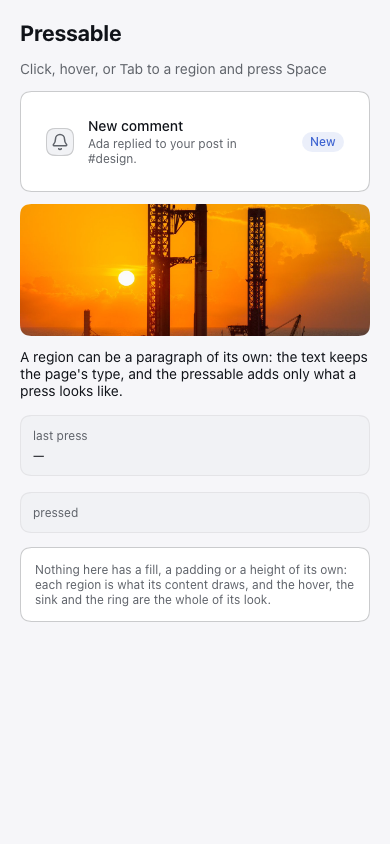 Pressable
Click, hover, or Tab to a region and press Space
New comment
Ada replied to your post in
#design.
New
A region can be a paragraph of its own: the text keeps
the page's type, and the pressable adds only what a
press looks like.
last press
—
pressed
Nothing here has a fill, a padding or a height of its own:
each region is what its content draws, and the hover, the
sink and the ring are the whole of its look.